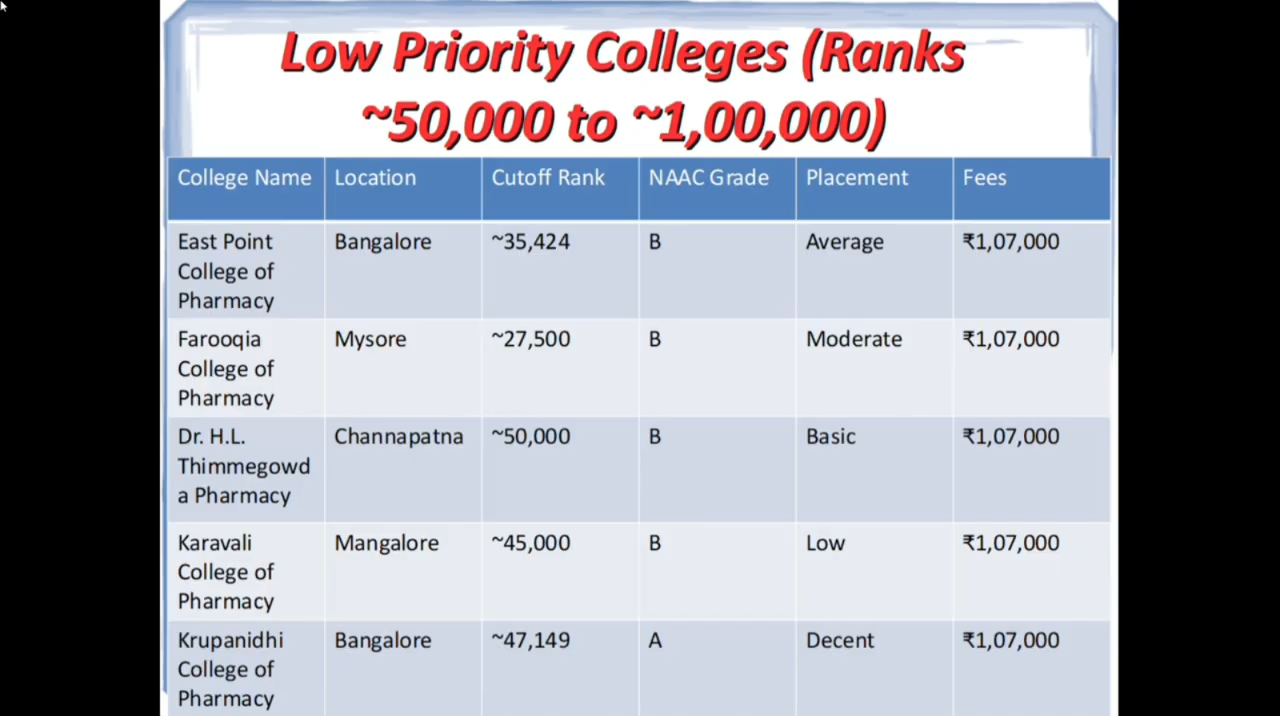 Low Priority Colleges (Ranks
~50,000 to ~1,00,000)
College Name Location Cutoff Rank NAAC Grade Placement Fees
East Point Bangalore ~35,424 B Average ₹1,07,000
College of
Pharmacy
Farooqia Mysore ~27,500 B Moderate ₹1,07,000
College of
Pharmacy
Dr. H.L. Channapatna ~50,000 B Basic ₹1,07,000
Thimmegowd
a Pharmacy
Karavali Mangalore ~45,000 B Low ₹1,07,000
College of
Pharmacy
Krupanidhi Bangalore ~47,149 A Decent ₹1,07,000
College of
Pharmacy